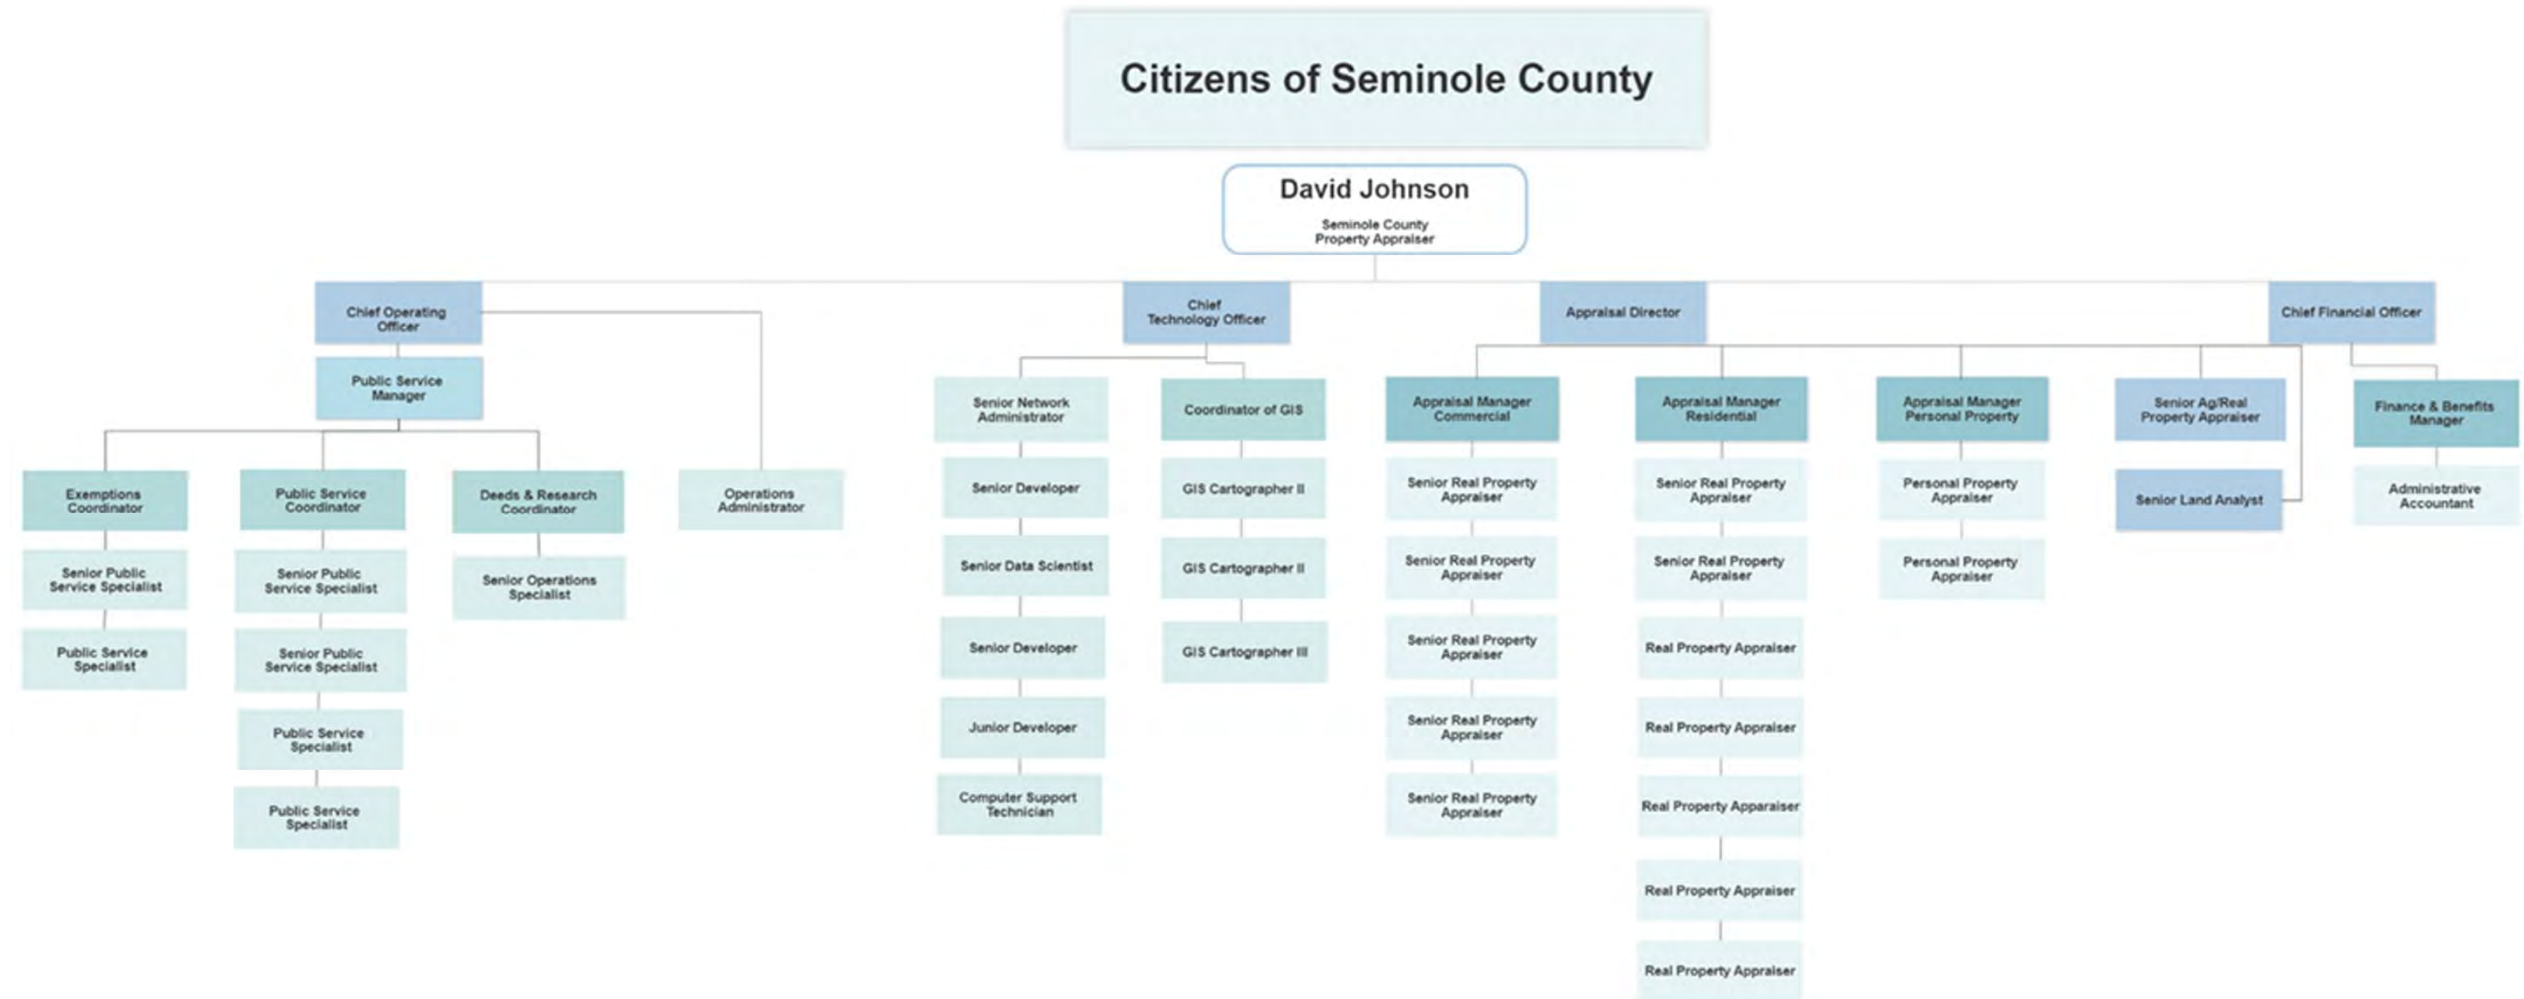 Citizens of Seminole County
David Johnson
Seminole County
Property Appraiser
Chief Operating
Officer
Public Service
Manager
Exemptions
Coordinator
Senior Public
Service Specialist
Public Service
Specialist
Public Service
Coordinator
Senior Public
Service Specialist
Senior Public
Service Specialist
Public Service
Specialist
Public Service
Specialist
Deeds & Research
Coordinator
Senior Operations
Specialist
Operations
Administrator
Chief
Technology Officer
Senior Network
Administrator
Senior Developer
Senior Data Scientist
Senior Developer
Junior Developer
Computer Support
Technician
Coordinator of GIS
GIS Cartographer II
GIS Cartographer II
GIS Cartographer III
Appraisal Director
Appraisal Manager
Commercial
Senior Real Property
Appraiser
Senior Real Property
Appraiser
Senior Real Property
Appraiser
Senior Real Property
Appraiser
Senior Real Property
Appraiser
Appraisal Manager
Residential
Senior Real Property
Appraiser
Senior Real Property
Appraiser
Real Property Appraiser
Real Property Appraiser
Real Property Apparaiser
Real Property Appraiser
Real Property Appraiser
Appraisal Manager
Personal Property
Personal Property
Appraiser
Personal Property
Appraiser
Senior Ag/Real
Property Appraiser
Senior Land Analyst
Chief Financial Officer
Finance & Benefits
Manager
Administrative
Accountant